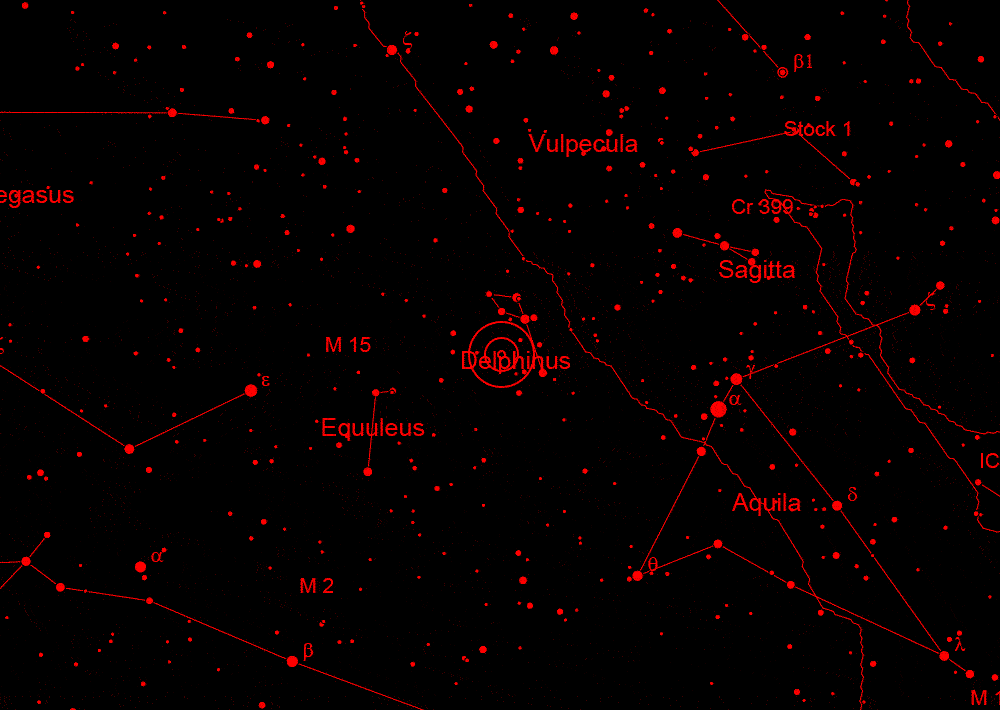 ζ
β1
Stock 1
Vulpecula
egasus
Cr 399
Sagitta
ζ
M 15
Delphinus
γ
ε
α
Equuleus
IC
Aquila
δ
α
θ
M 2
β
λ
M 1